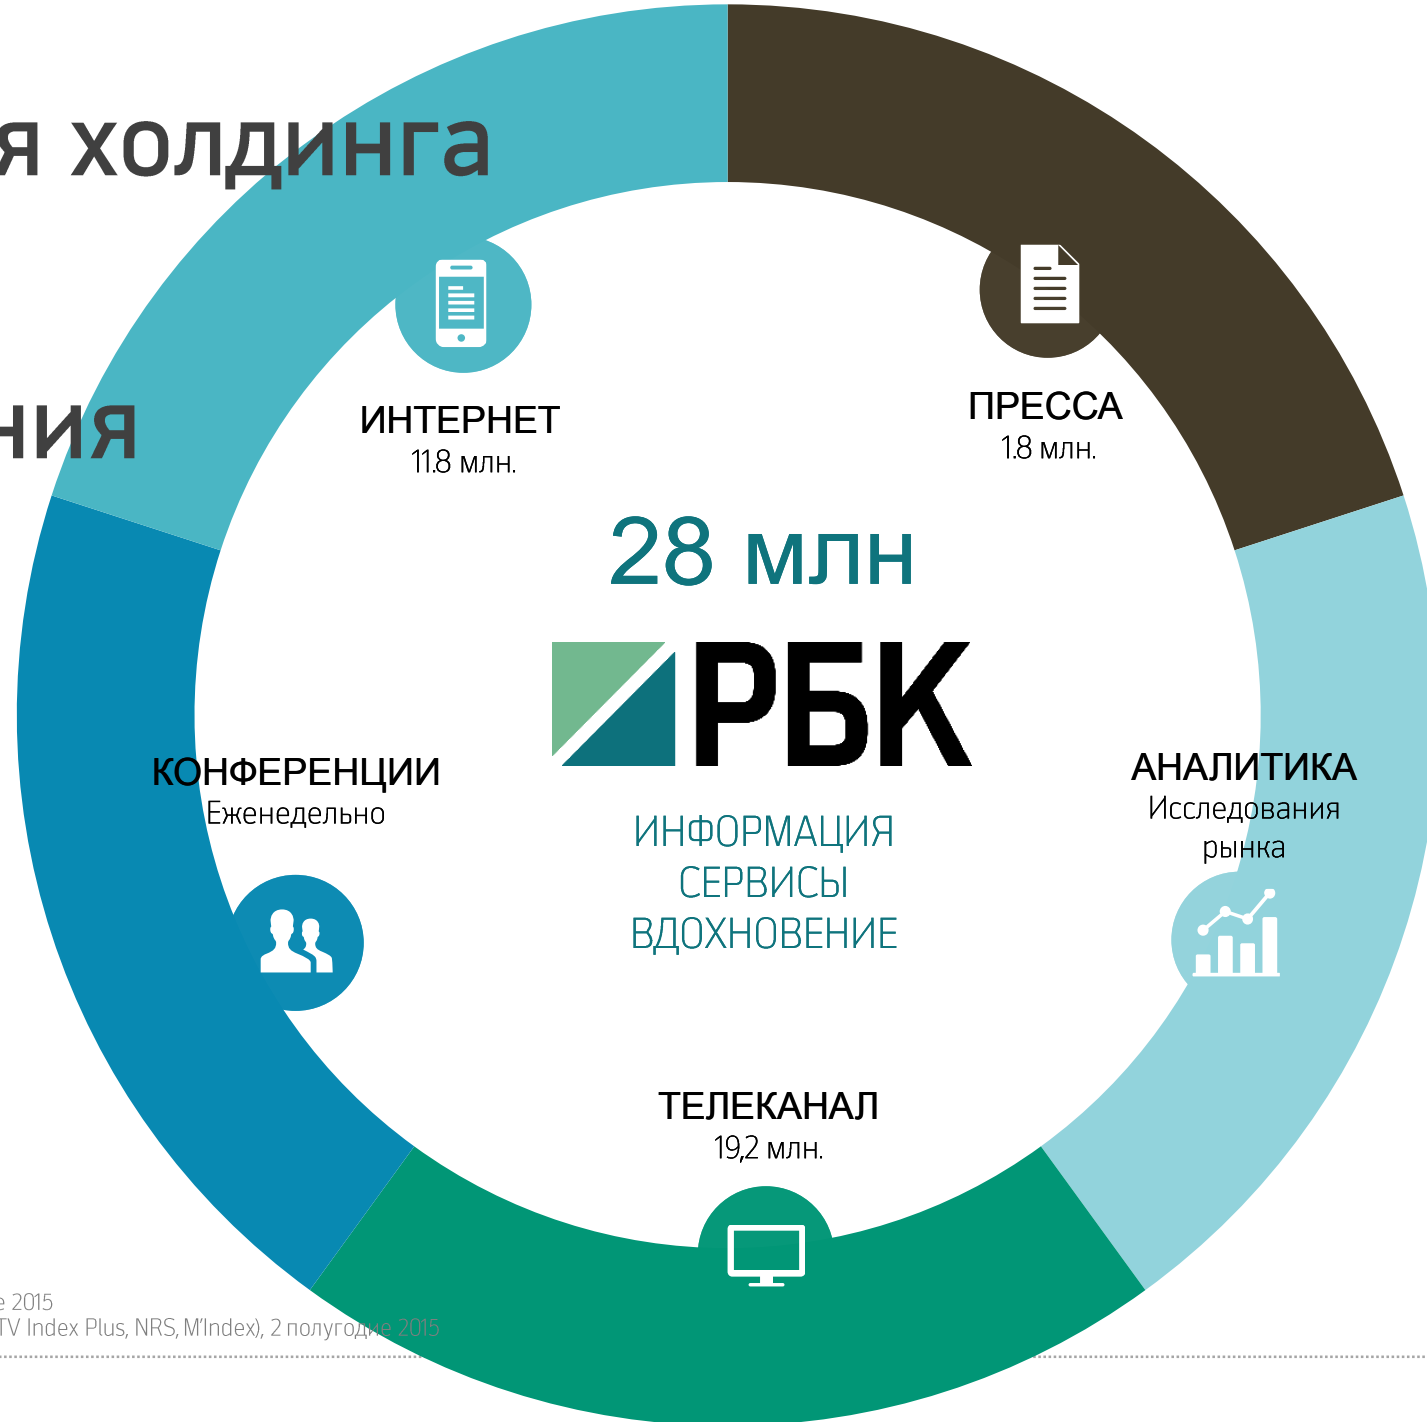 я холдинга
ния
ИНТЕРНЕТ
11.8 млн.
ПРЕССА
1.8 млн.
28 млн
РБК
ИНФОРМАЦИЯ
СЕРВИСЫ
ВДОХНОВЕНИЕ
КОНФЕРЕНЦИИ
Еженедельно
АНАЛИТИКА
Исследования
рынка
ТЕЛЕКАНАЛ
19,2 млн.
е 2015
TV Index Plus, NRS, M'Index), 2 полугодие 2015